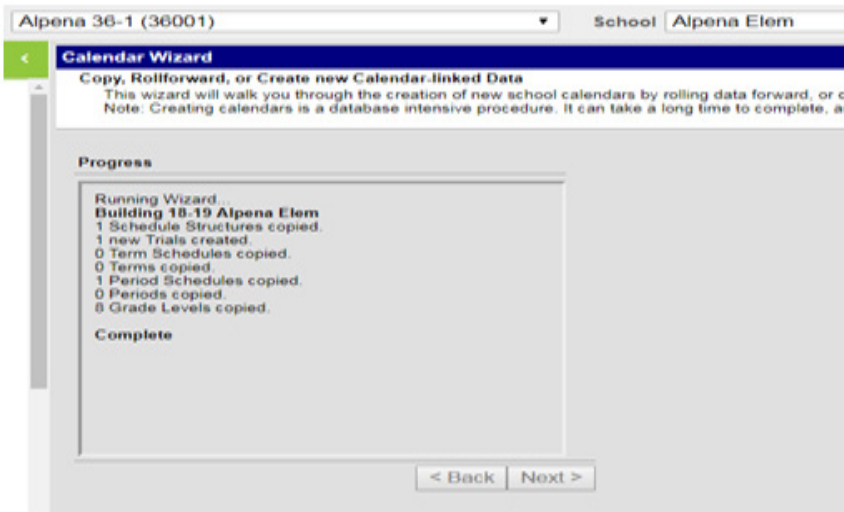 Alpena 36-1 (36001)
School Alpena Elem
Calendar Wizard
Copy, Rollforward, or Create new Calendar-linked Data
This wizard will walk you through the creation of new school calendars by rolling data forward, or
Note: Creating calendars is a database intensive procedure. It can take a long time to complete,
Progress
Running Wizard...
Building 18-19 Alpena Elem
1 Schedule Structures copied.
1 new Trials created.
0 Term Schedules copied.
0 Terms copied.
1 Period Schedules copied.
0 Periods copied.
8 Grade Levels copied.
Complete
< Back
Next >